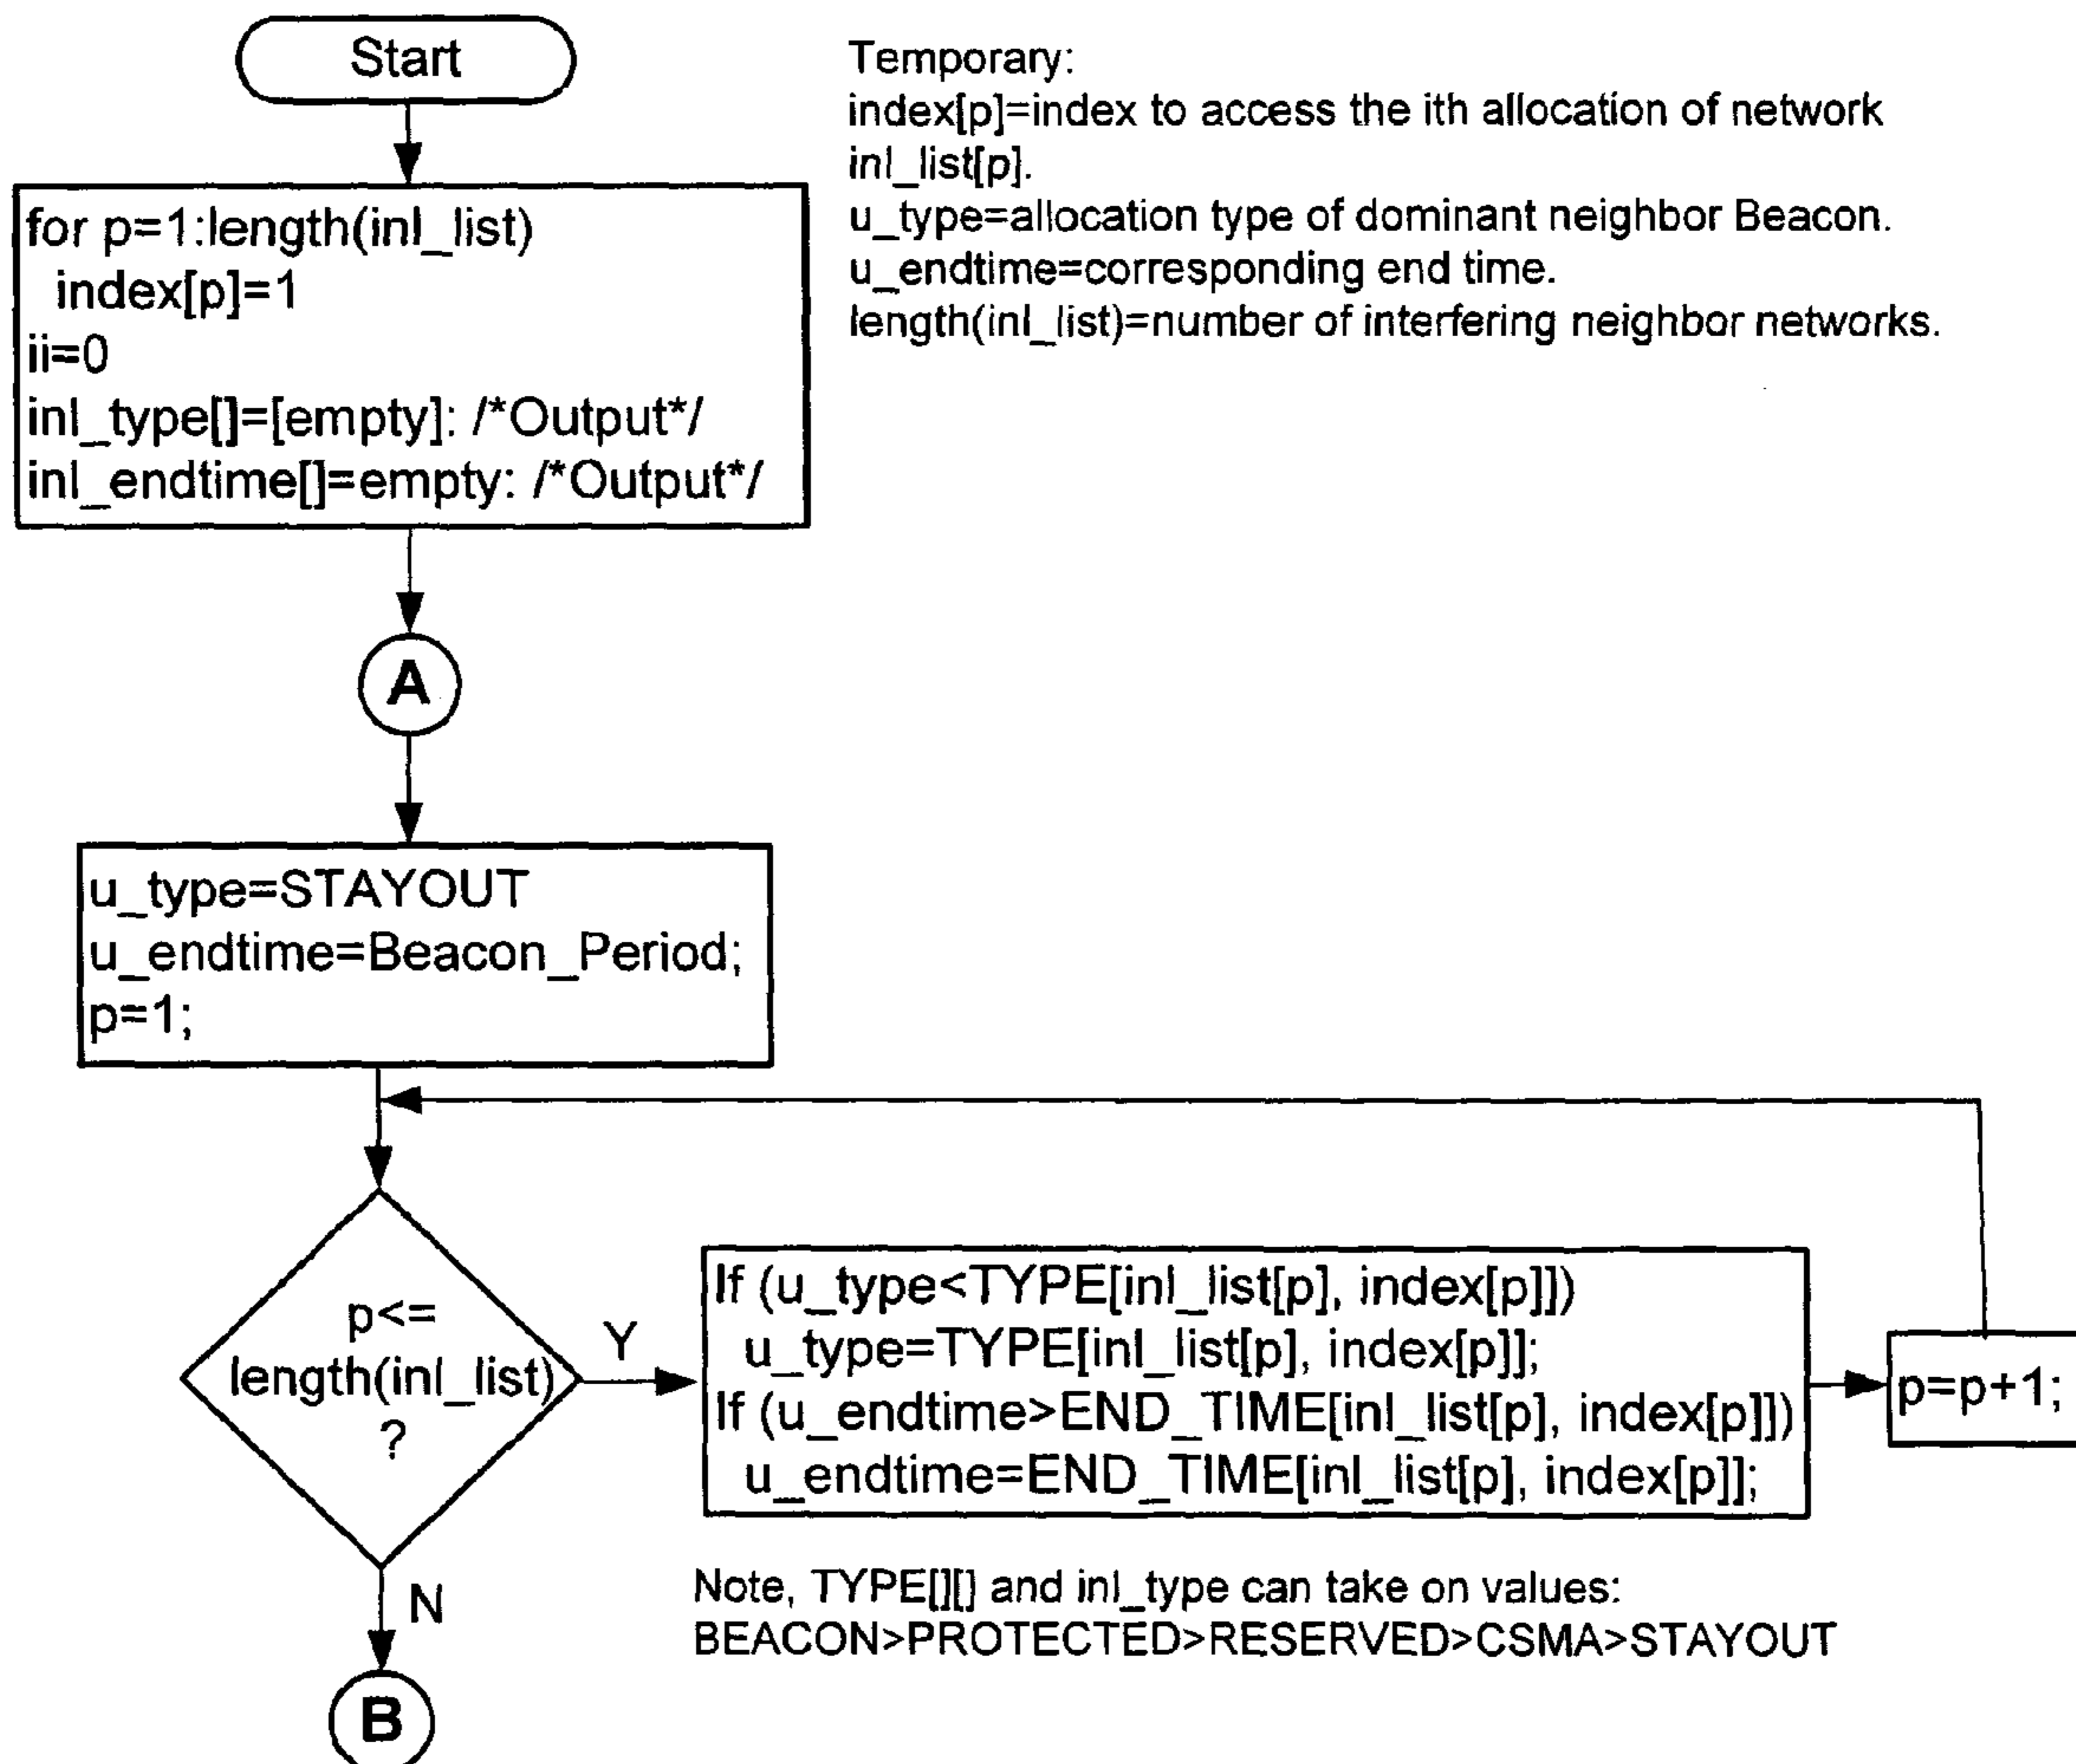 Start
Temporary:
index[p]=index to access the ith allocation of network
inl_list[p].
u_type=allocation type of dominant neighbor Beacon.
u_endtime=corresponding end time.
length(inl_list)=number of interfering neighbor networks.
for p=1:length(inl_list)
index[p]=1
ii=0
inl_type[]=[empty]: /*Output*/
inl_endtime[]=empty: /*Output*/
A
u_type=STAYOUT
u_endtime=Beacon_Period;
p=1;
p<=
length(inl_list)
?
Y
If (u_type<TYPE[inl_list[p], index[p]])
u_type=TYPE[inl_list[p], index[p]];
If (u_endtime>END_TIME[inl_list[p], index[p]])
u_endtime=END_TIME[inl_list[p], index[p]];
p=p+1;
N
Note, TYPE[][] and inl_type can take on values:
BEACON>PROTECTED>RESERVED>CSMA>STAYOUT
B